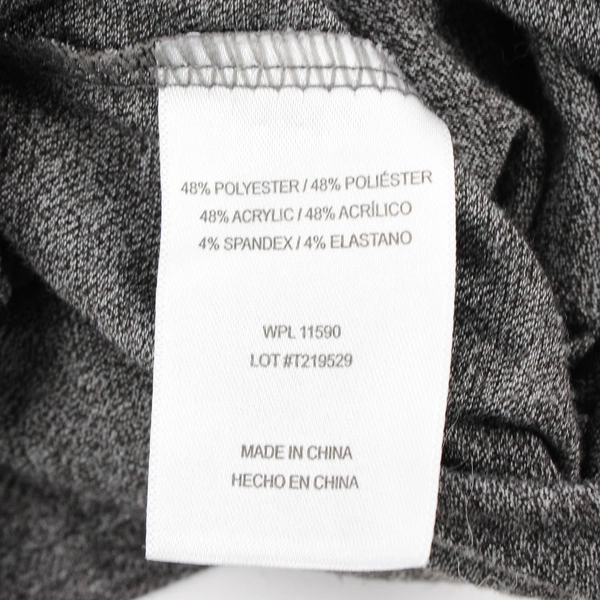 48% POLYESTER / 48% POLIÉSTER
48% ACRYLIC / 48% ACRÍLICO
4% SPANDEX / 4% ELASTANO
WPL 11590
LOT #T219529
MADE IN CHINA
HECHO EN CHINA